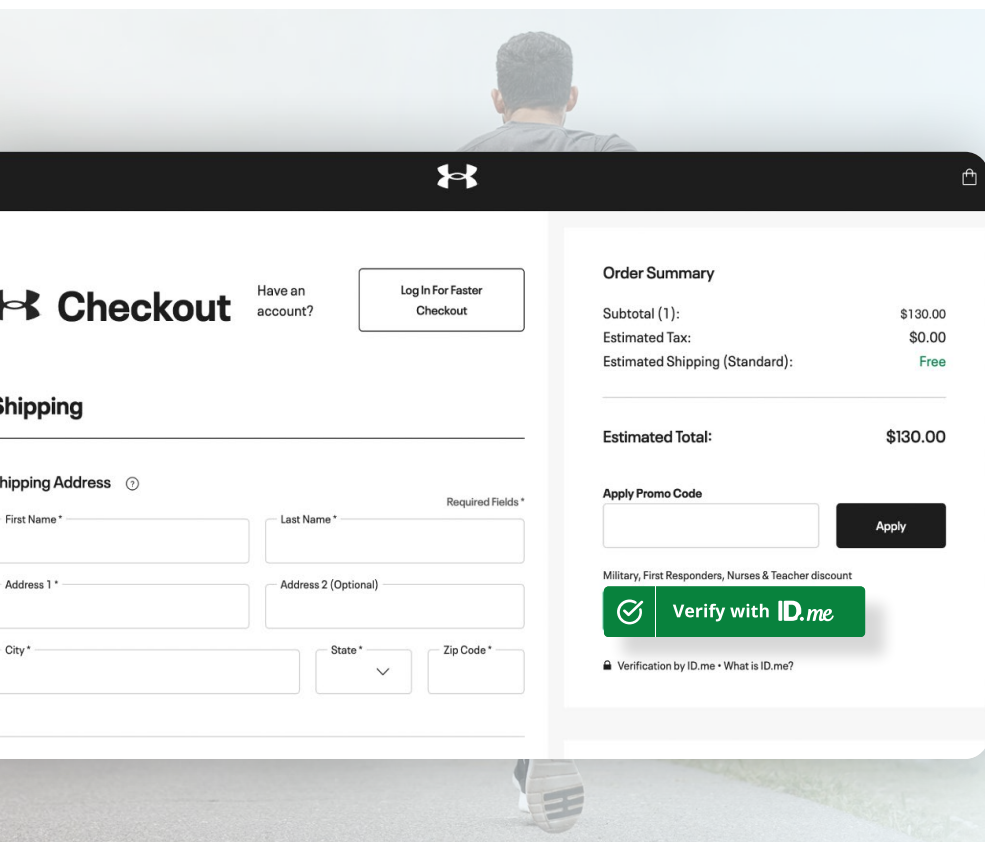 Checkout
Have an
account?
Log In For Faster
Checkout
Shipping
Shipping Address ?
Required Fields *
First Name *
Last Name *
Address 1 *
Address 2 (Optional)
City *
State *
Zip Code *
Order Summary
Subtotal (1): $130.00
Estimated Tax: $0.00
Estimated Shipping (Standard): Free
Estimated Total: $130.00
Apply Promo Code
Apply
Military, First Responders, Nurses & Teacher discount
Verify with ID.me
Verification by ID.me • What is ID.me?